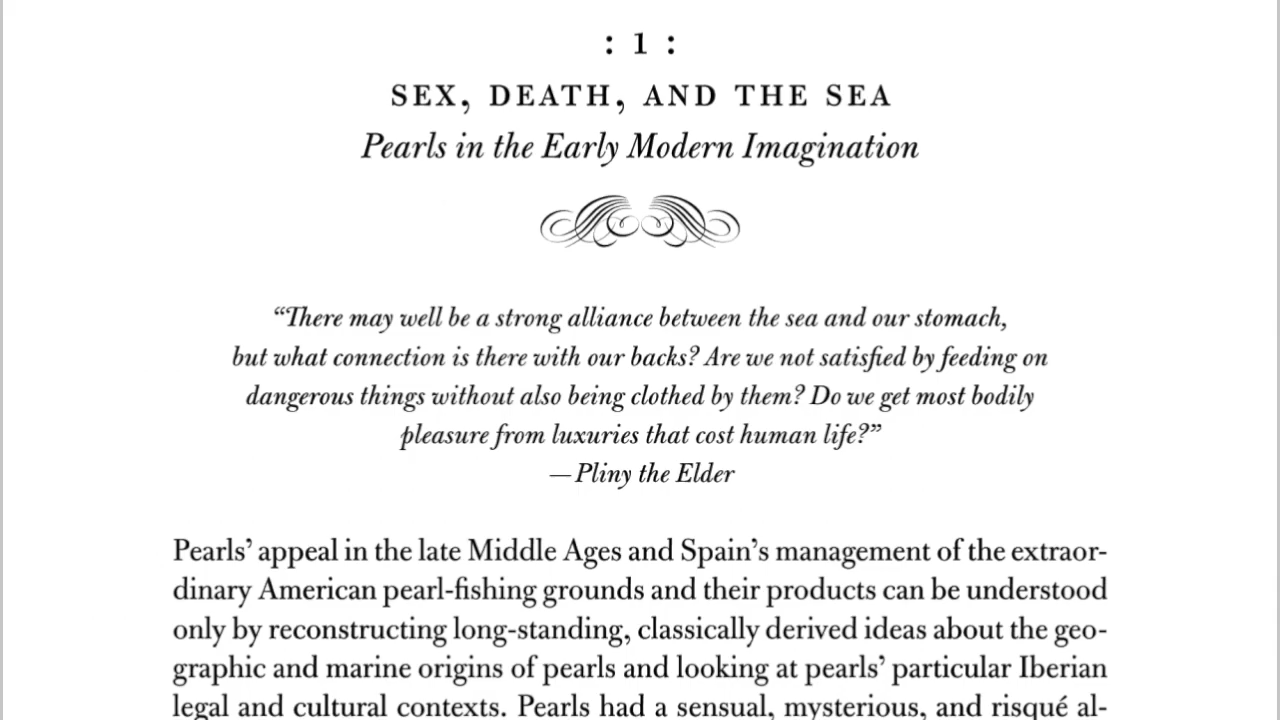 : 1 :
SEX, DEATH, AND THE SEA
Pearls in the Early Modern Imagination
“There may well be a strong alliance between the sea and our stomach,
but what connection is there with our backs? Are we not satisfied by feeding on
dangerous things without also being clothed by them? Do we get most bodily
pleasure from luxuries that cost human life?”
—Pliny the Elder
Pearls’ appeal in the late Middle Ages and Spain’s management of the extraor-
dinary American pearl-fishing grounds and their products can be understood
only by reconstructing long-standing, classically derived ideas about the geo-
graphic and marine origins of pearls and looking at pearls’ particular Iberian
legal and cultural contexts. Pearls had a sensual, mysterious, and risqué al-